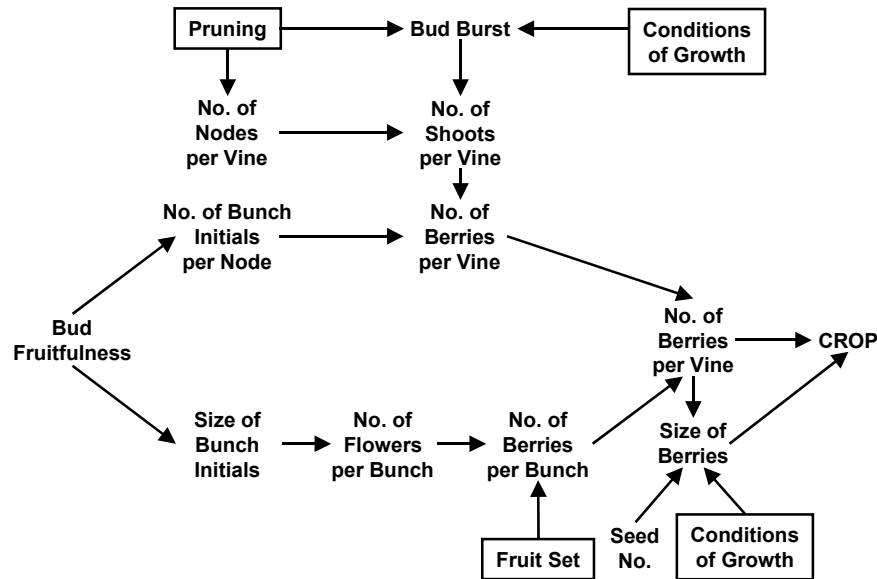 Pruning
Bud Burst
Conditions
of Growth
No. of
Nodes
per Vine
No. of
Shoots
per Vine
No. of Bunch
Initials
per Node
No. of
Berries
per Vine
Bud
Fruitfulness
No. of
Berries
per Vine
CROP
Size of
Bunch
Initials
No. of
Flowers
per Bunch
No. of
Berries
per Bunch
Size of
Berries
Fruit Set
Seed
No.
Conditions
of Growth